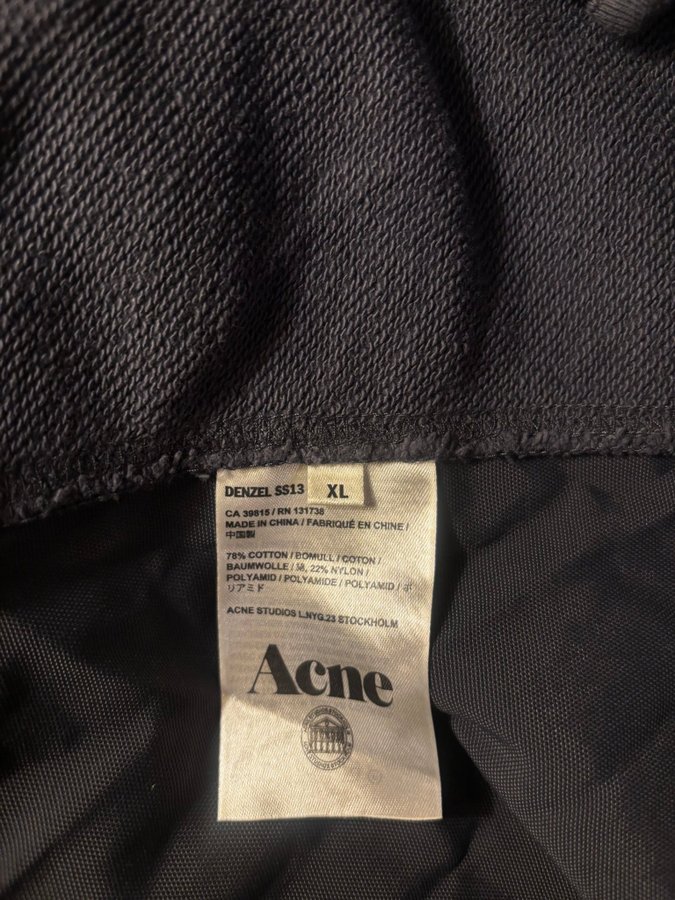 DENZEL SS13
XL
CA 39815 / RN 131738
MADE IN CHINA / FABRIQUÉ EN CHINE /
中国製
78% COTTON / BOMULL / COTON /
BAUMWOLLE / 綿, 22% NYLON /
POLYAMID / POLYAMIDE / POLYAMID / ポ
リアミド
ACNE STUDIOS L.NYG.23 STOCKHOLM
Acne